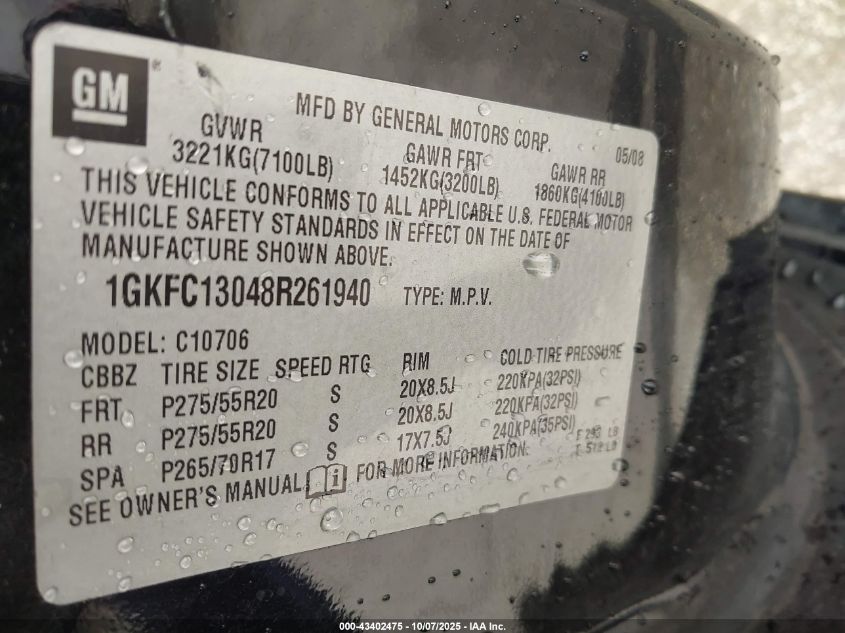 GM
MFD BY GENERAL MOTORS CORP. 05/08
GVWR GAWR FRT GAWR RR
3221KG(7100LB) 1452KG(3200LB) 1860KG(4100LB)
THIS VEHICLE CONFORMS TO ALL APPLICABLE U.S. FEDERAL MOTOR
VEHICLE SAFETY STANDARDS IN EFFECT ON THE DATE OF
MANUFACTURE SHOWN ABOVE.
1GKFC13048R261940 TYPE: M.P.V.
MODEL: C10706
CBBZ TIRE SIZE SPEED RTG RIM COLD TIRE PRESSURE
FRT P275/55R20 S 20X8.5J 220KPA(32PSI)
RR P275/55R20 S 20X8.5J 220KPA(32PSI)
SPA P265/70R17 S 17X7.5J 240KPA(35PSI)
SEE OWNER'S MANUAL FOR MORE INFORMATION.
F 293 LB
T 512 LB
000-43402475 - 10/07/2025 - IAA Inc.